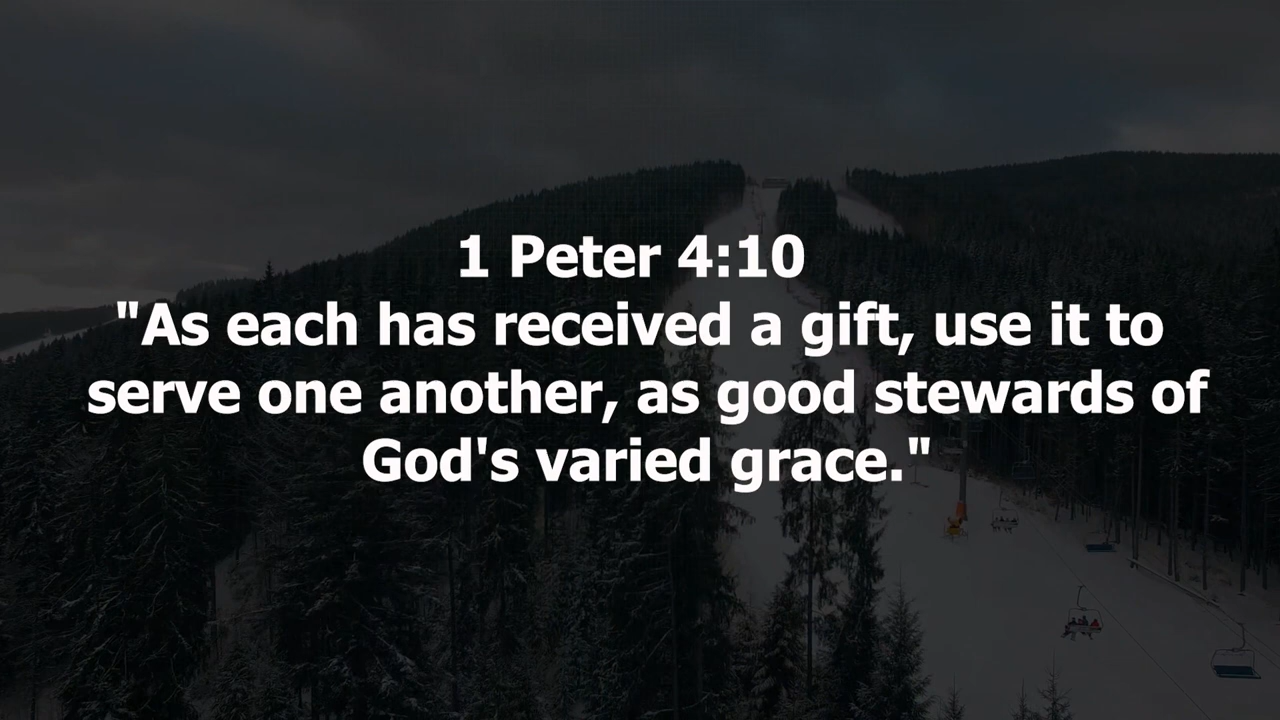 1 Peter 4:10
"As each has received a gift, use it to
serve one another, as good stewards of
God's varied grace."